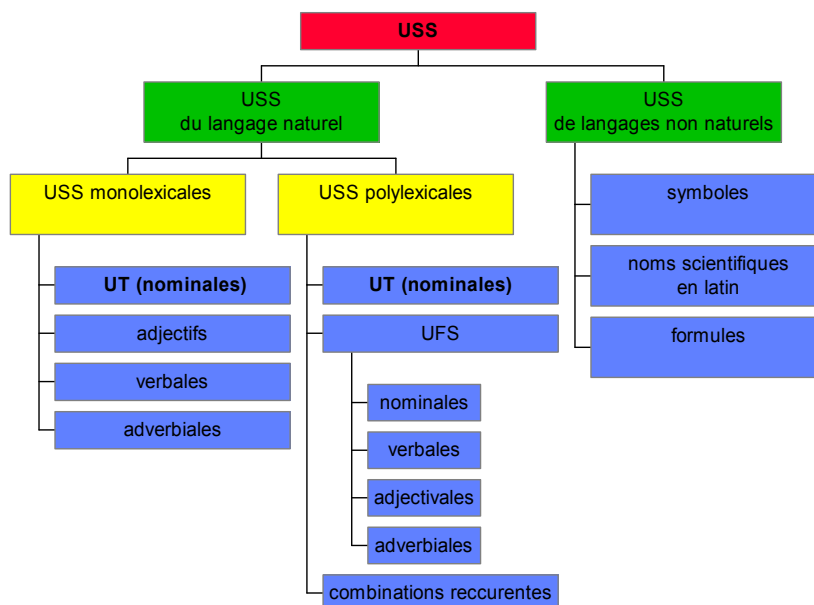 USS
USS
du langage naturel
USS
de langages non naturels
USS monolexicales
USS polylexicales
symboles
noms scientifiques
en latin
formules
UT (nominales)
adjectifs
verbales
adverbiales
UT (nominales)
UFS
nominales
verbales
adjectivales
adverbiales
combinations reccurentes